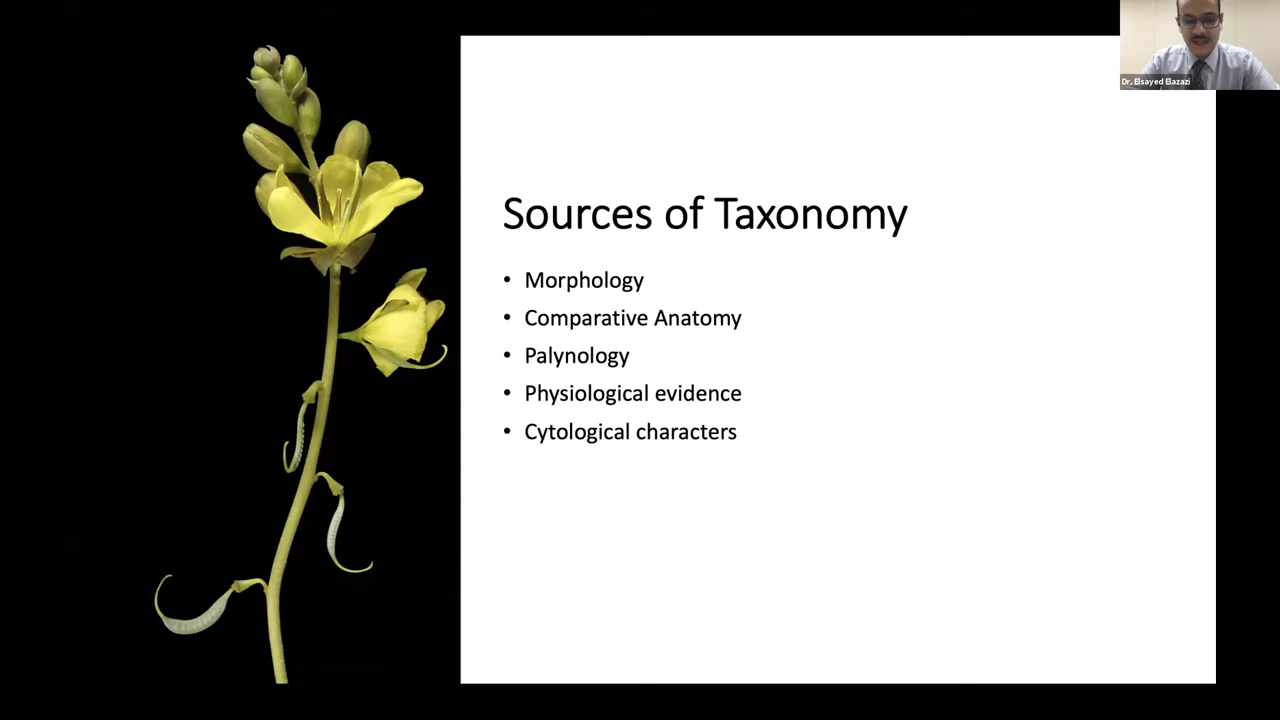 Dr. Elsayed Elazazi
Sources of Taxonomy
• Morphology
• Comparative Anatomy
• Palynology
• Physiological evidence
• Cytological characters